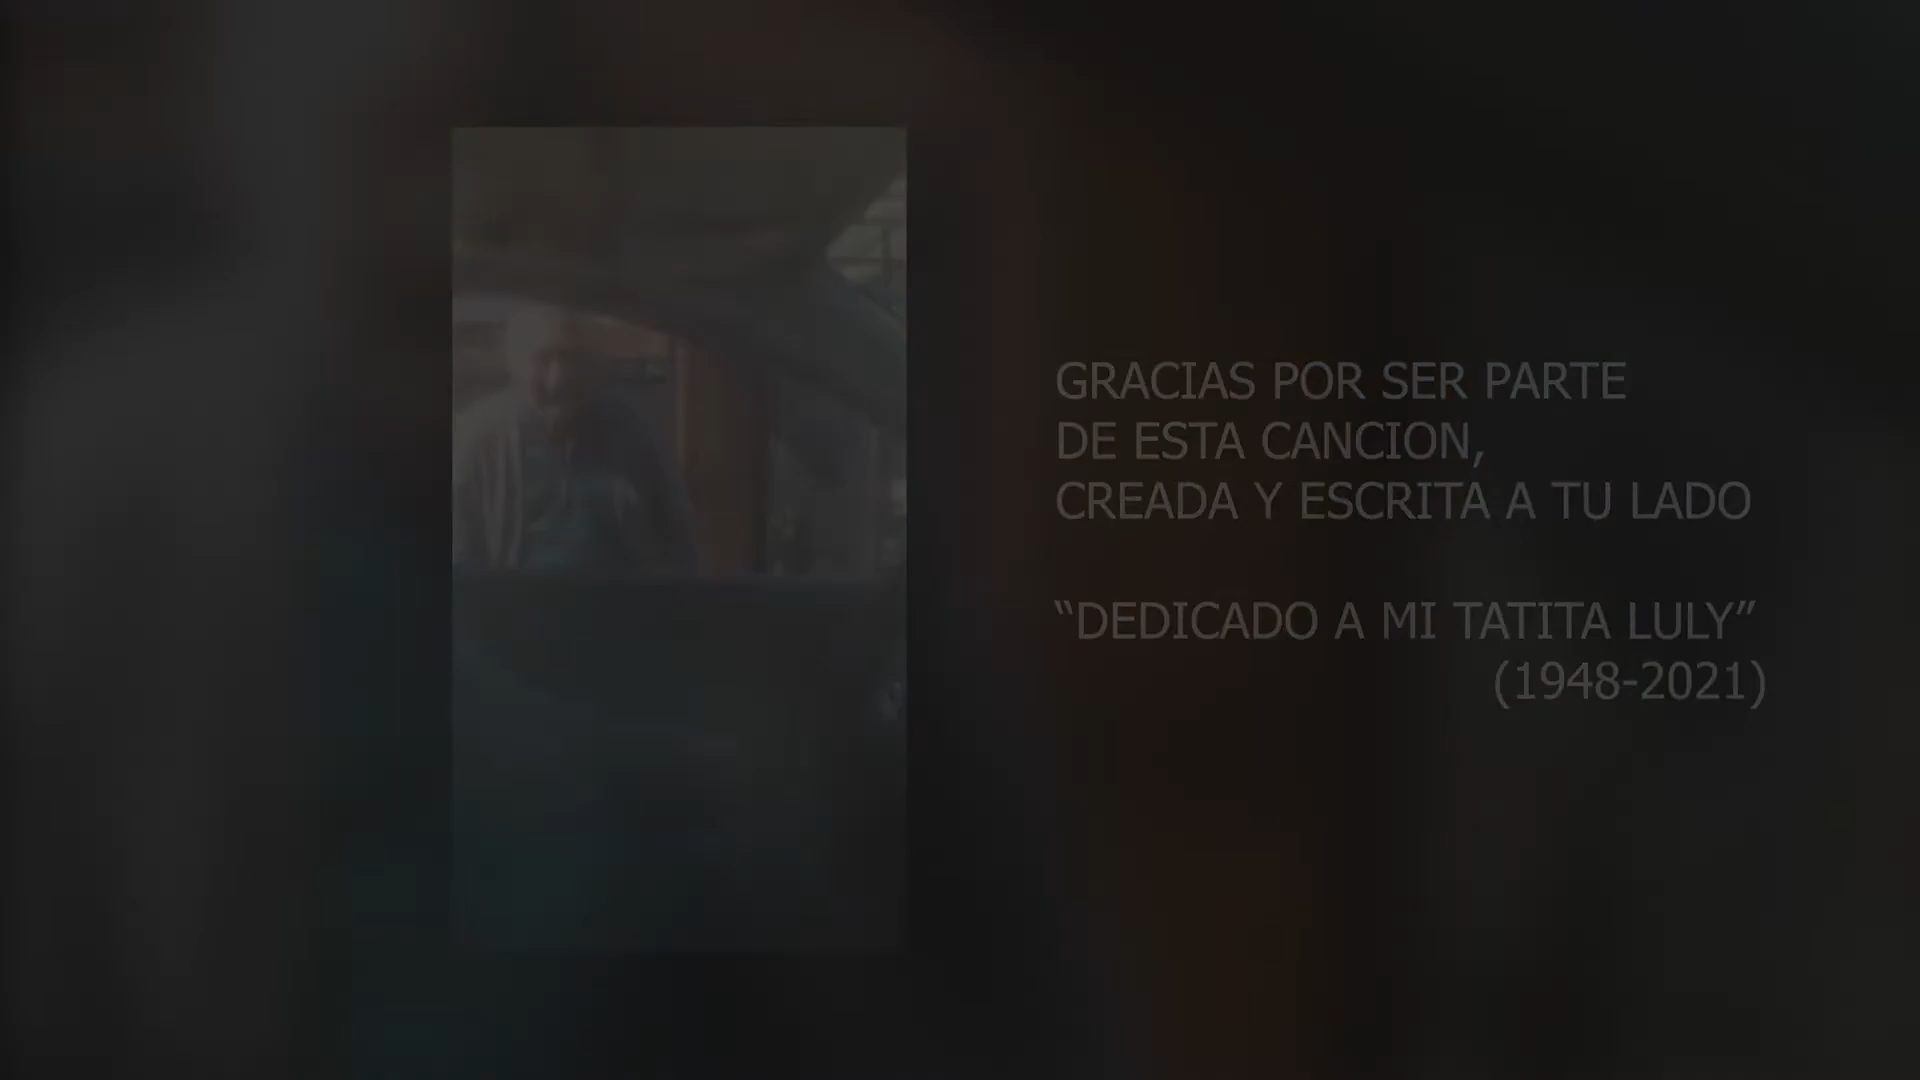 GRACIAS POR SER PARTE
DE ESTA CANCION,
CREADA Y ESCRITA A TU LADO
“DEDICADO A MI TATITA LULY”
(1948-2021)